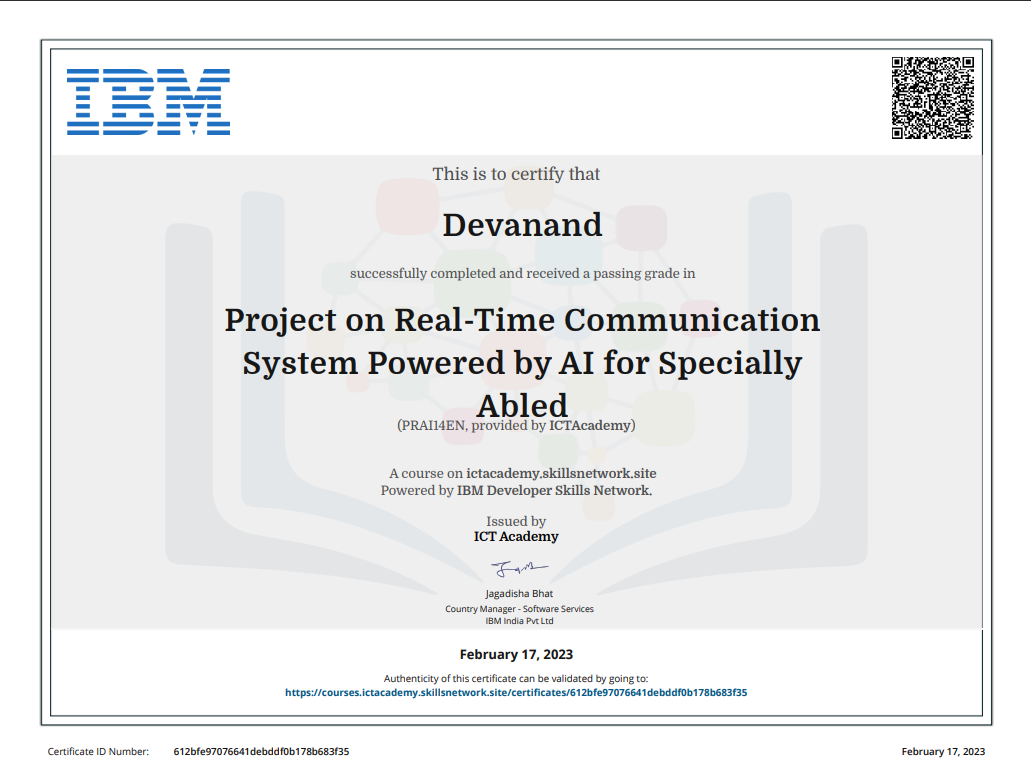 IBM
This is to certify that
Devanand
successfully completed and received a passing grade in
Project on Real-Time Communication
System Powered by AI for Specially
Abled
(PRAI14EN, provided by ICTAcademy)
A course on ictacademy.skillsnetwork.site
Powered by IBM Developer Skills Network.
Issued by
ICT Academy
Jagadisha Bhat
Country Manager - Software Services
IBM India Pvt Ltd
February 17, 2023
Authenticity of this certificate can be validated by going to:
https://courses.ictacademy.skillsnetwork.site/certificates/612bfe97076641debddf0b178b683f35
Certificate ID Number: 612bfe97076641debddf0b178b683f35 February 17, 2023